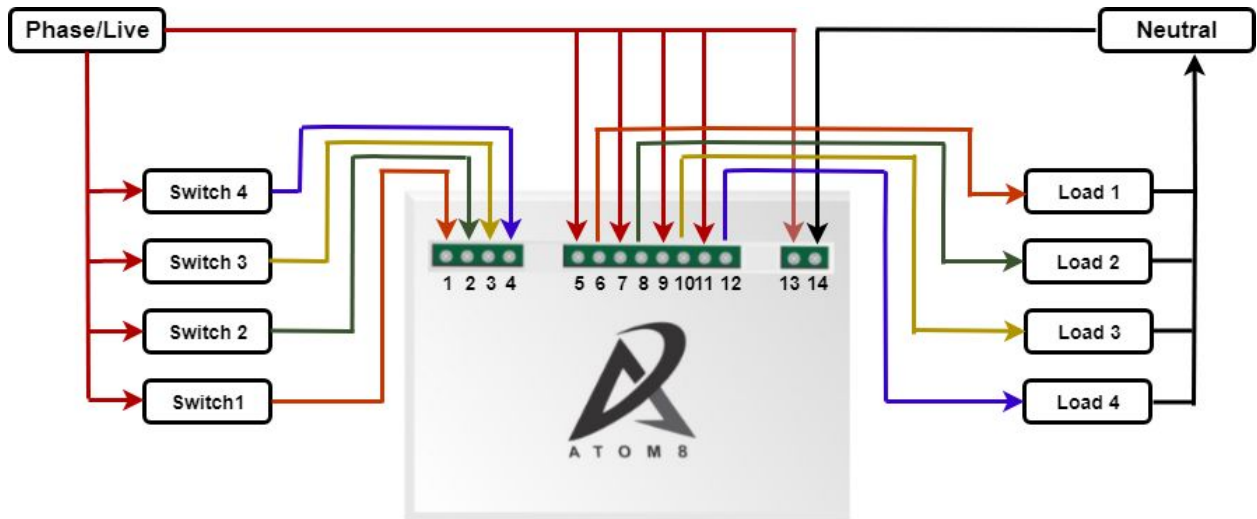 Phase/Live
Neutral
Switch 4
Load 1
Switch 3
Load 2
Switch 2
Load 3
Switch1
Load 4
1 2 3 4
5 6 7 8 9 10 11 12
13 14
ATOM8